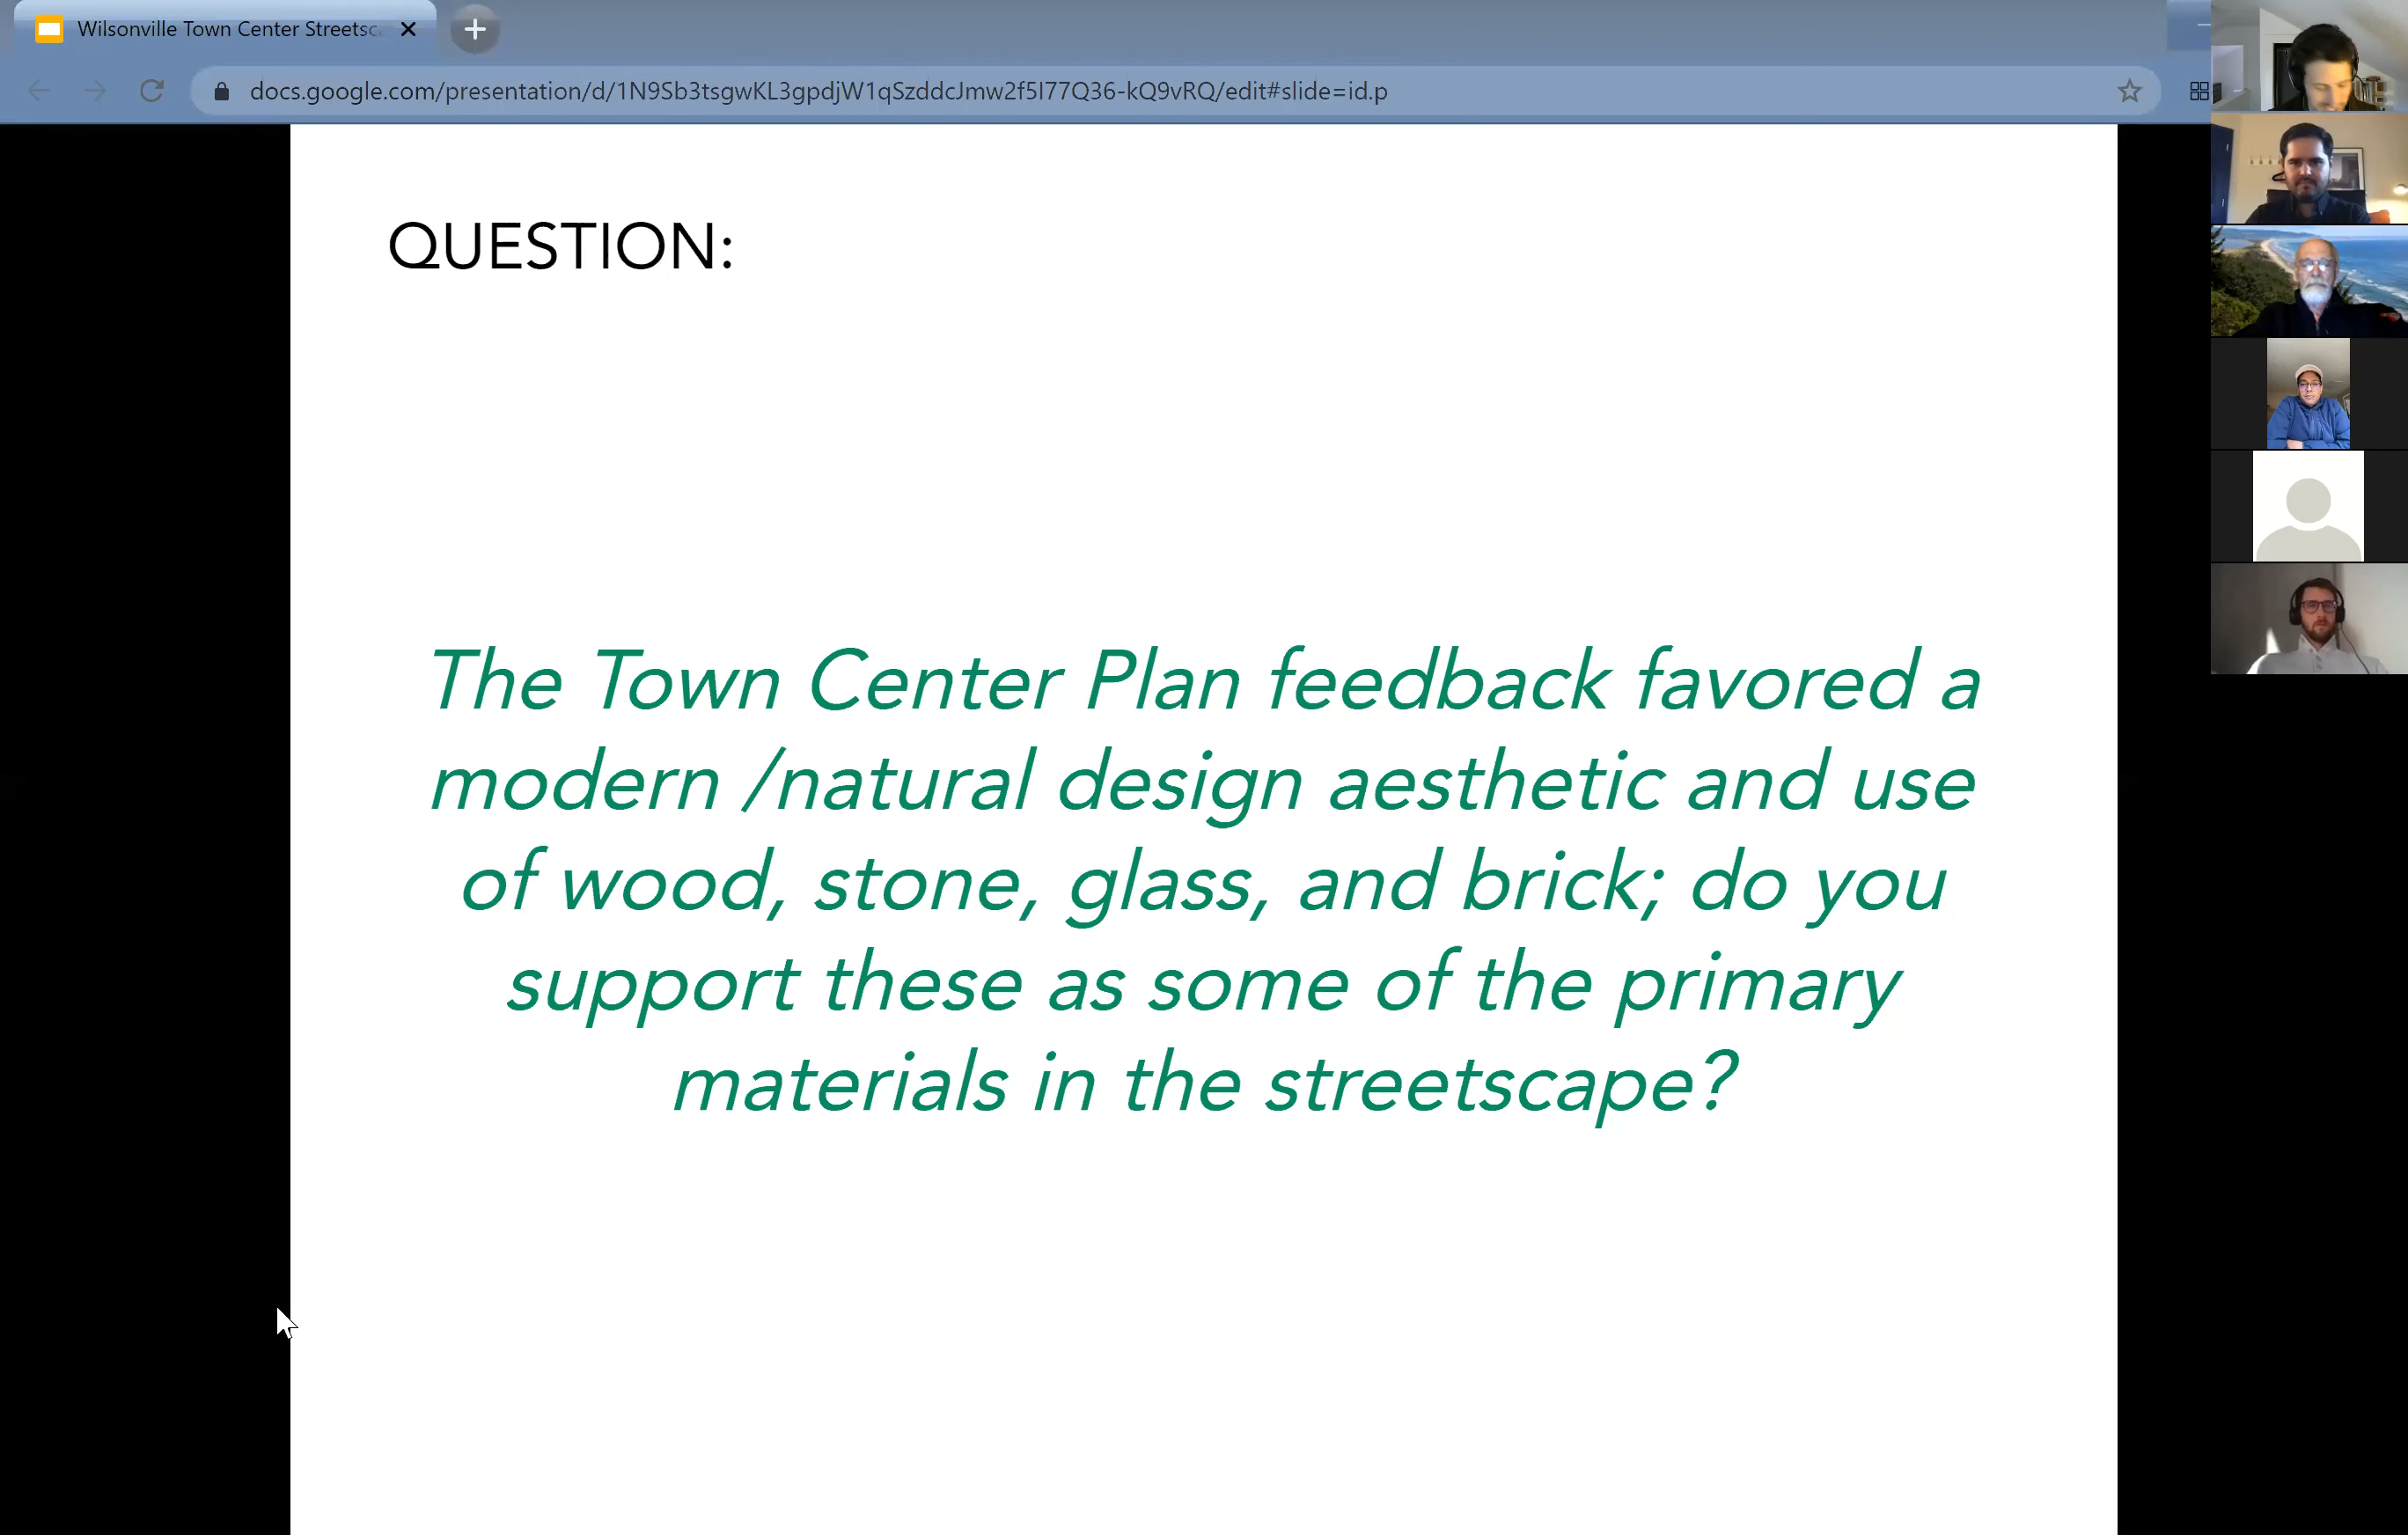 Wilsonville Town Center Streetsc
docs.google.com/presentation/d/1N9Sb3tsgwKL3gpdjW1qSzddcJmw2f5I77Q36-kQ9vRQ/edit#slide=id.p
QUESTION:
The Town Center Plan feedback favored a
modern /natural design aesthetic and use
of wood, stone, glass, and brick; do you
support these as some of the primary
materials in the streetscape?